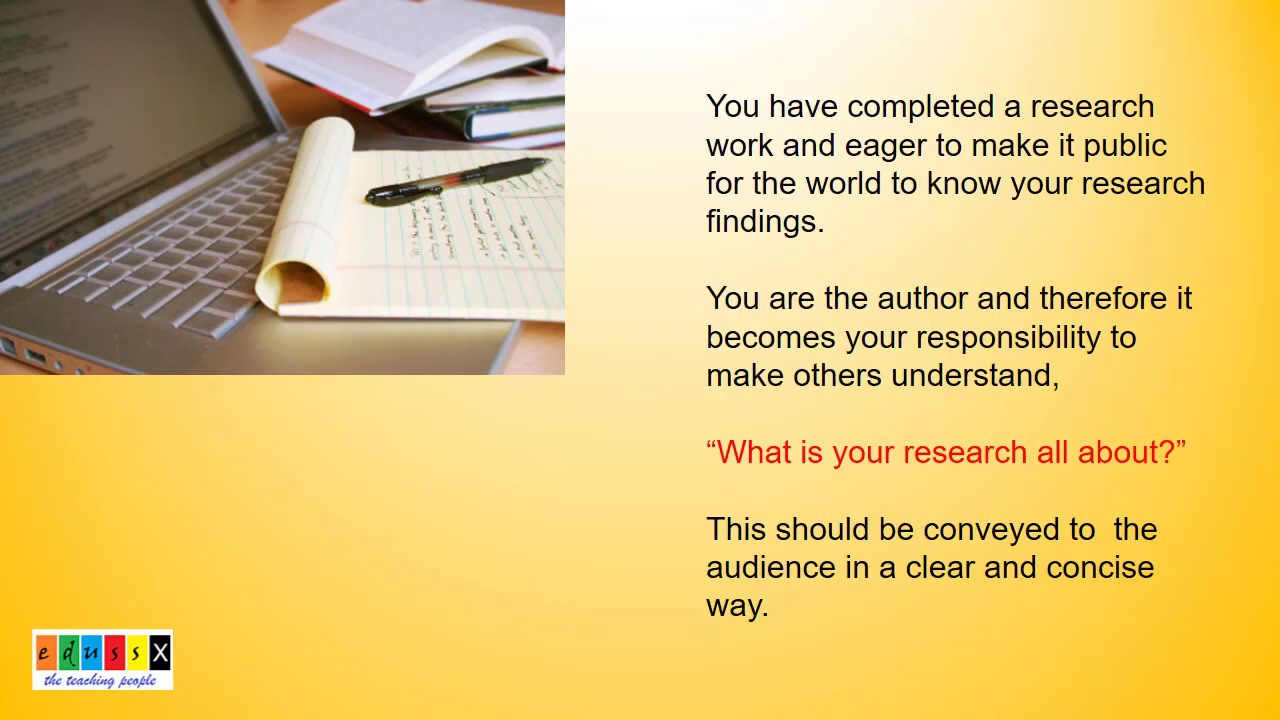 You have completed a research
work and eager to make it public
for the world to know your research
findings.
You are the author and therefore it
becomes your responsibility to
make others understand,
“What is your research all about?”
This should be conveyed to  the
audience in a clear and concise
way.
edussX
the teaching people